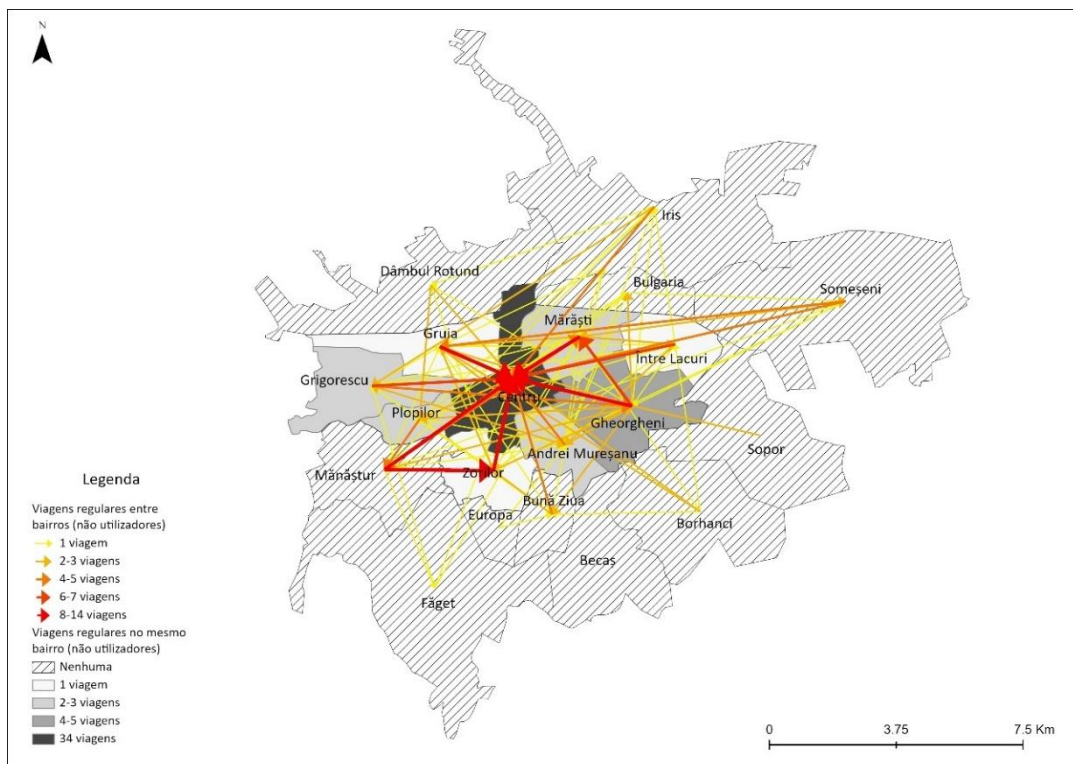 N
Iris
Dâmbul Rotund
Bulgaria
Someșeni
Mărăști
Gruia
Între Lacuri
Grigorescu
Centru
Plopilor
Gheorgheni
Andrei Mureșanu
Sopor
Mănăștur
Zorilor
Bună Ziua
Europa
Borhanci
Becaș
Făget
Legenda
Viagens regulares entre
bairros (não utilizadores)
1 viagem
2-3 viagens
4-5 viagens
6-7 viagens
8-14 viagens
Viagens regulares no mesmo
bairro (não utilizadores)
Nenhuma
1 viagem
2-3 viagens
4-5 viagens
34 viagens
0 3.75 7.5 Km